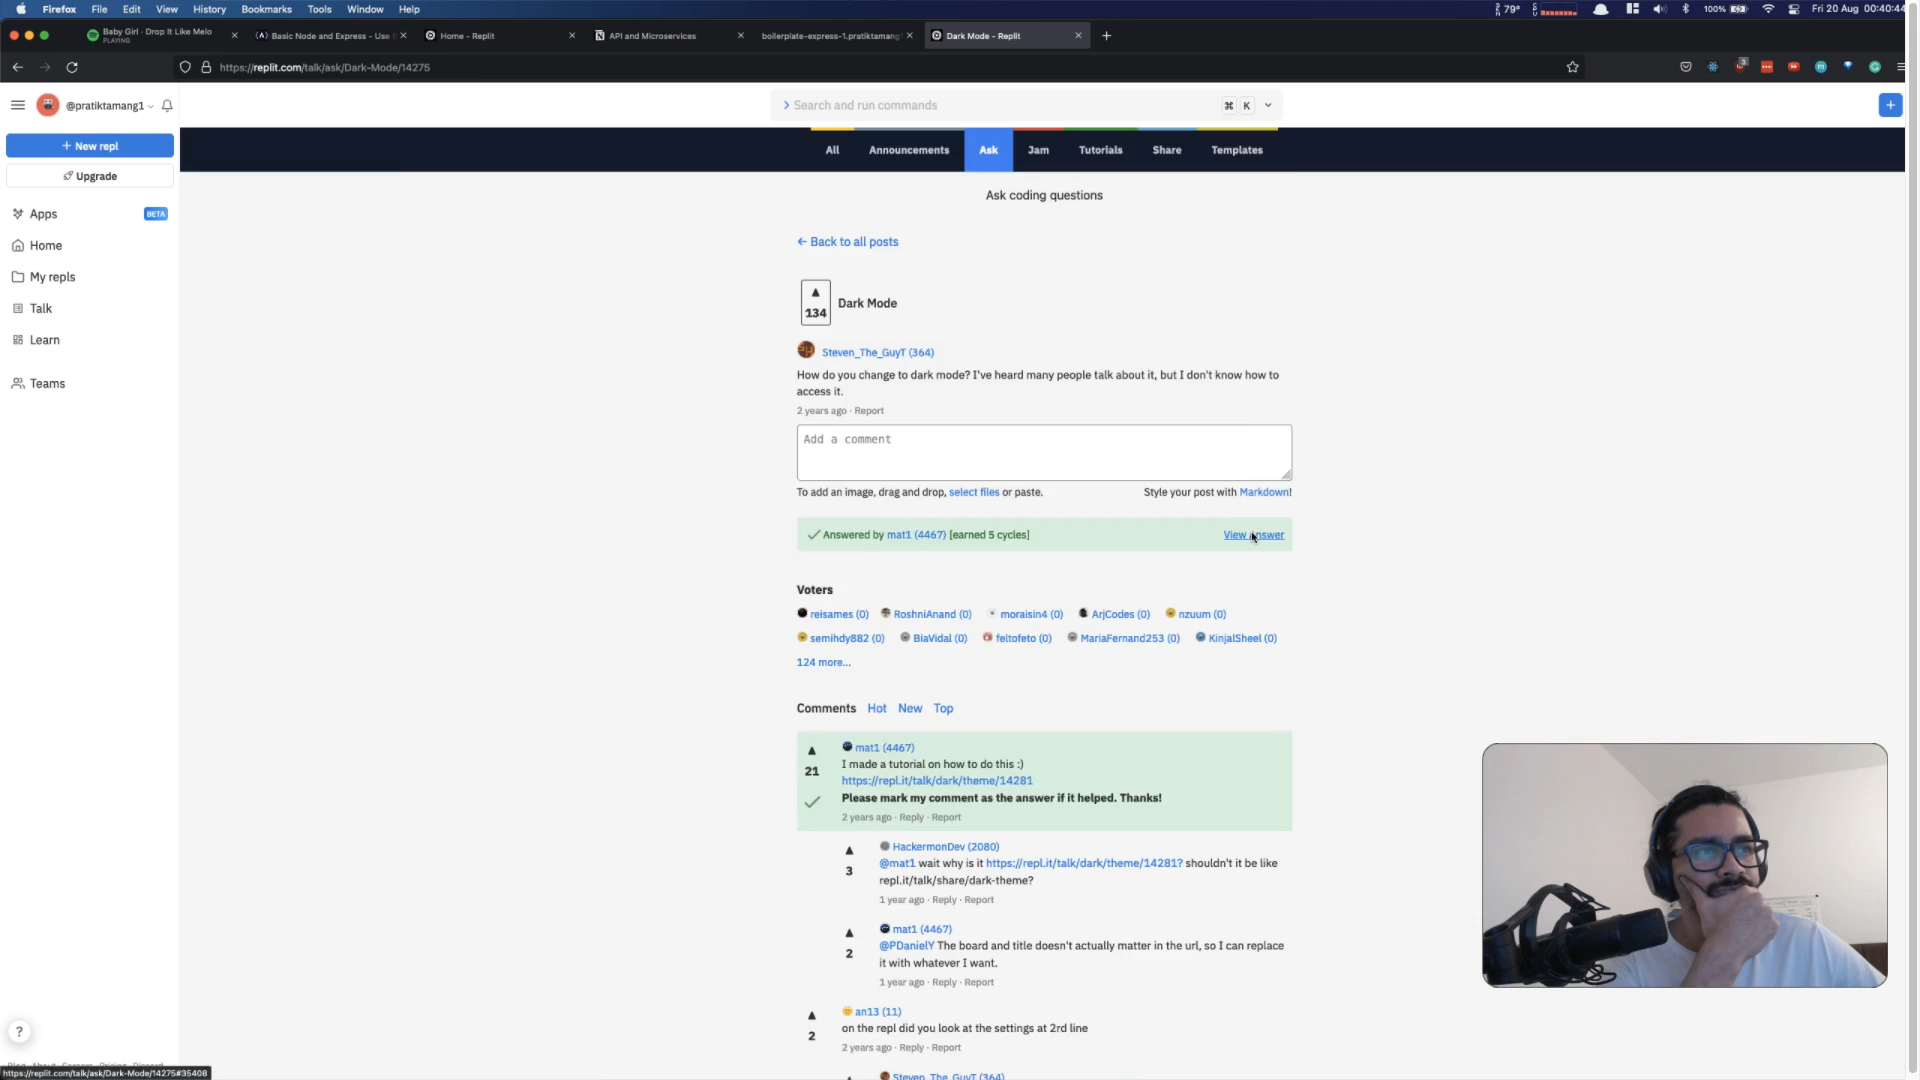 Firefox File Edit View History Bookmarks Tools Window Help
79° 100% Fri 20 Aug 00:40:44
Baby Girl · Drop It Like Melo
PLAYING
Basic Node and Express - Use
Home - Replit
API and Microservices
boilerplate-express-1.pratiktamang
Dark Mode - Replit
https://replit.com/talk/ask/Dark-Mode/14275
3
@pratiktamang1
Search and run commands
⌘ K
+ New repl
Upgrade
All Announcements Ask Jam Tutorials Share Templates
Ask coding questions
Apps BETA
Home
My repls
Talk
Learn
Teams
← Back to all posts
▲
134
Dark Mode
Steven_The_GuyT (364)
How do you change to dark mode? I've heard many people talk about it, but I don't know how to
access it.
2 years ago · Report
Add a comment
To add an image, drag and drop, select files or paste.
Style your post with Markdown!
Answered by mat1 (4467) [earned 5 cycles]
View Answer
Voters
reisames (0) RoshniAnand (0) moraisin4 (0) ArjCodes (0) nzuum (0)
semihdy882 (0) BiaVidal (0) feltofeto (0) MariaFernand253 (0) KinjalSheel (0)
124 more...
Comments Hot New Top
▲
21
mat1 (4467)
I made a tutorial on how to do this :)
https://repl.it/talk/dark/theme/14281
Please mark my comment as the answer if it helped. Thanks!
2 years ago · Reply · Report
▲
3
HackermonDev (2080)
@mat1 wait why is it https://repl.it/talk/dark/theme/14281? shouldn't it be like
repl.it/talk/share/dark-theme?
1 year ago · Reply · Report
▲
2
mat1 (4467)
@PDanielY The board and title doesn't actually matter in the url, so I can replace
it with whatever I want.
1 year ago · Reply · Report
▲
2
an13 (11)
on the repl did you look at the settings at 2rd line
2 years ago · Reply · Report
Steven_The_GuyT (364)
?
https://replit.com/talk/ask/Dark-Mode/14275#35408